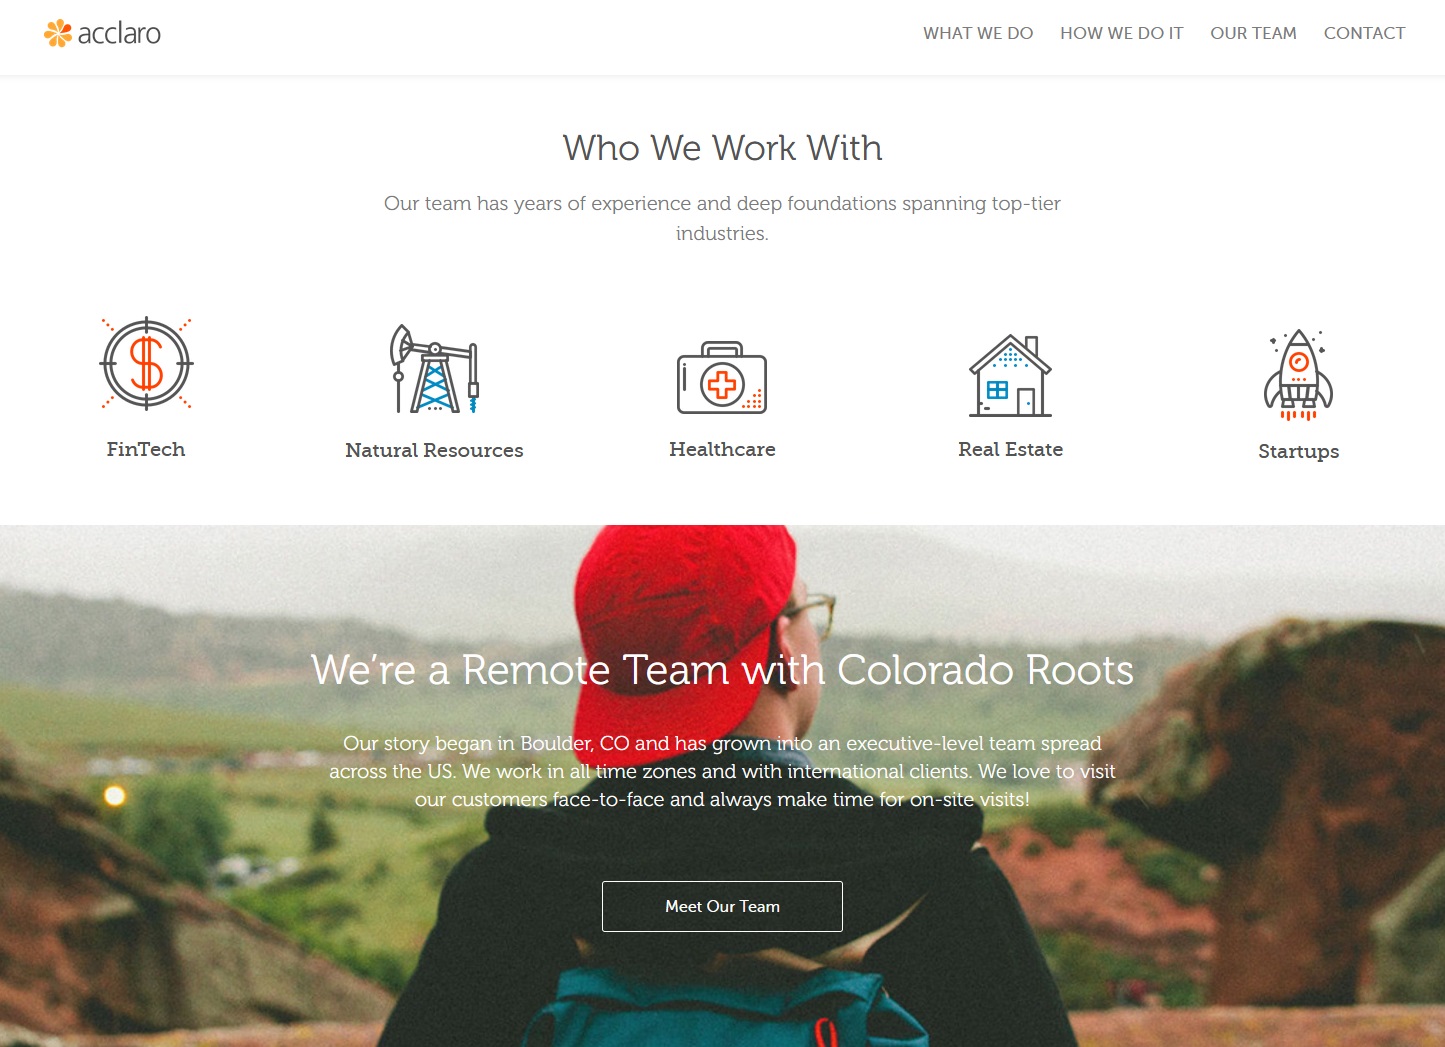 acclaro
WHAT WE DO HOW WE DO IT OUR TEAM CONTACT
Who We Work With
Our team has years of experience and deep foundations spanning top-tier
industries.
FinTech
Natural Resources
Healthcare
Real Estate
Startups
We're a Remote Team with Colorado Roots
Our story began in Boulder, CO and has grown into an executive-level team spread
across the US. We work in all time zones and with international clients. We love to visit
our customers face-to-face and always make time for on-site visits!
Meet Our Team